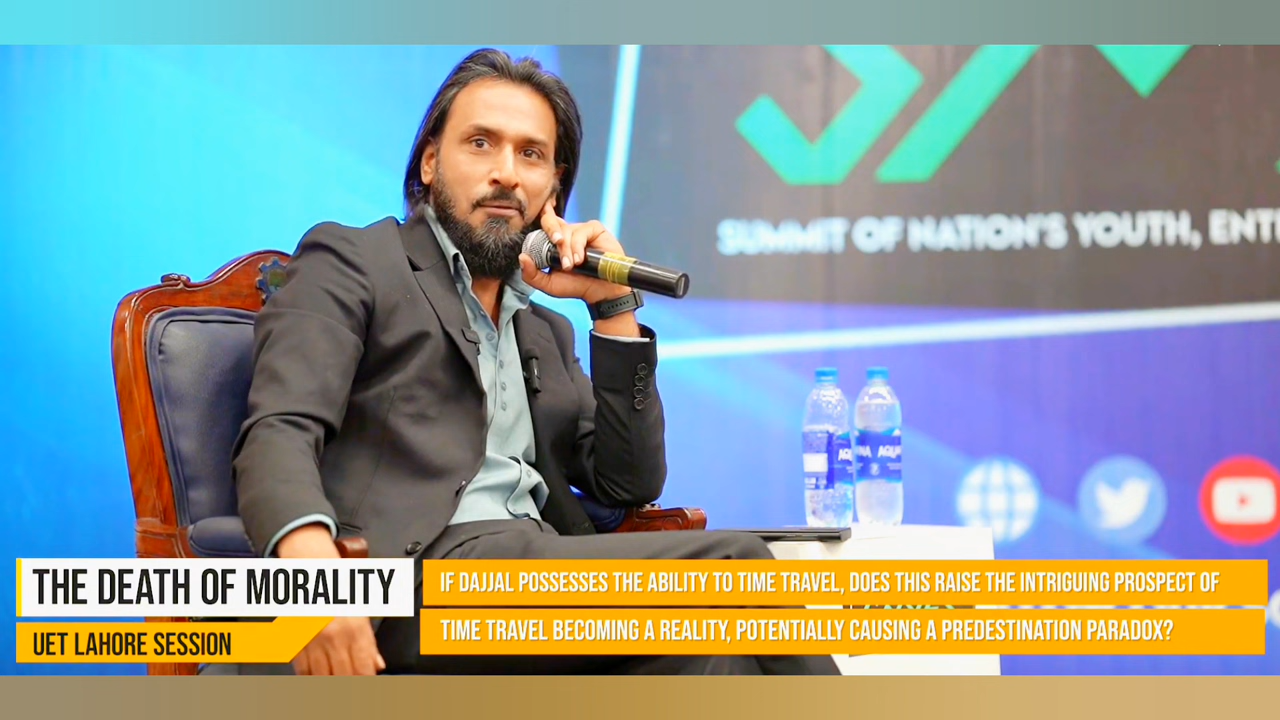 SUMMIT OF NATION'S YOUTH, ENT
AQUA
THE DEATH OF MORALITY
UET LAHORE SESSION
IF DAJJAL POSSESSES THE ABILITY TO TIME TRAVEL, DOES THIS RAISE THE INTRIGUING PROSPECT OF
TIME TRAVEL BECOMING A REALITY, POTENTIALLY CAUSING A PREDESTINATION PARADOX?